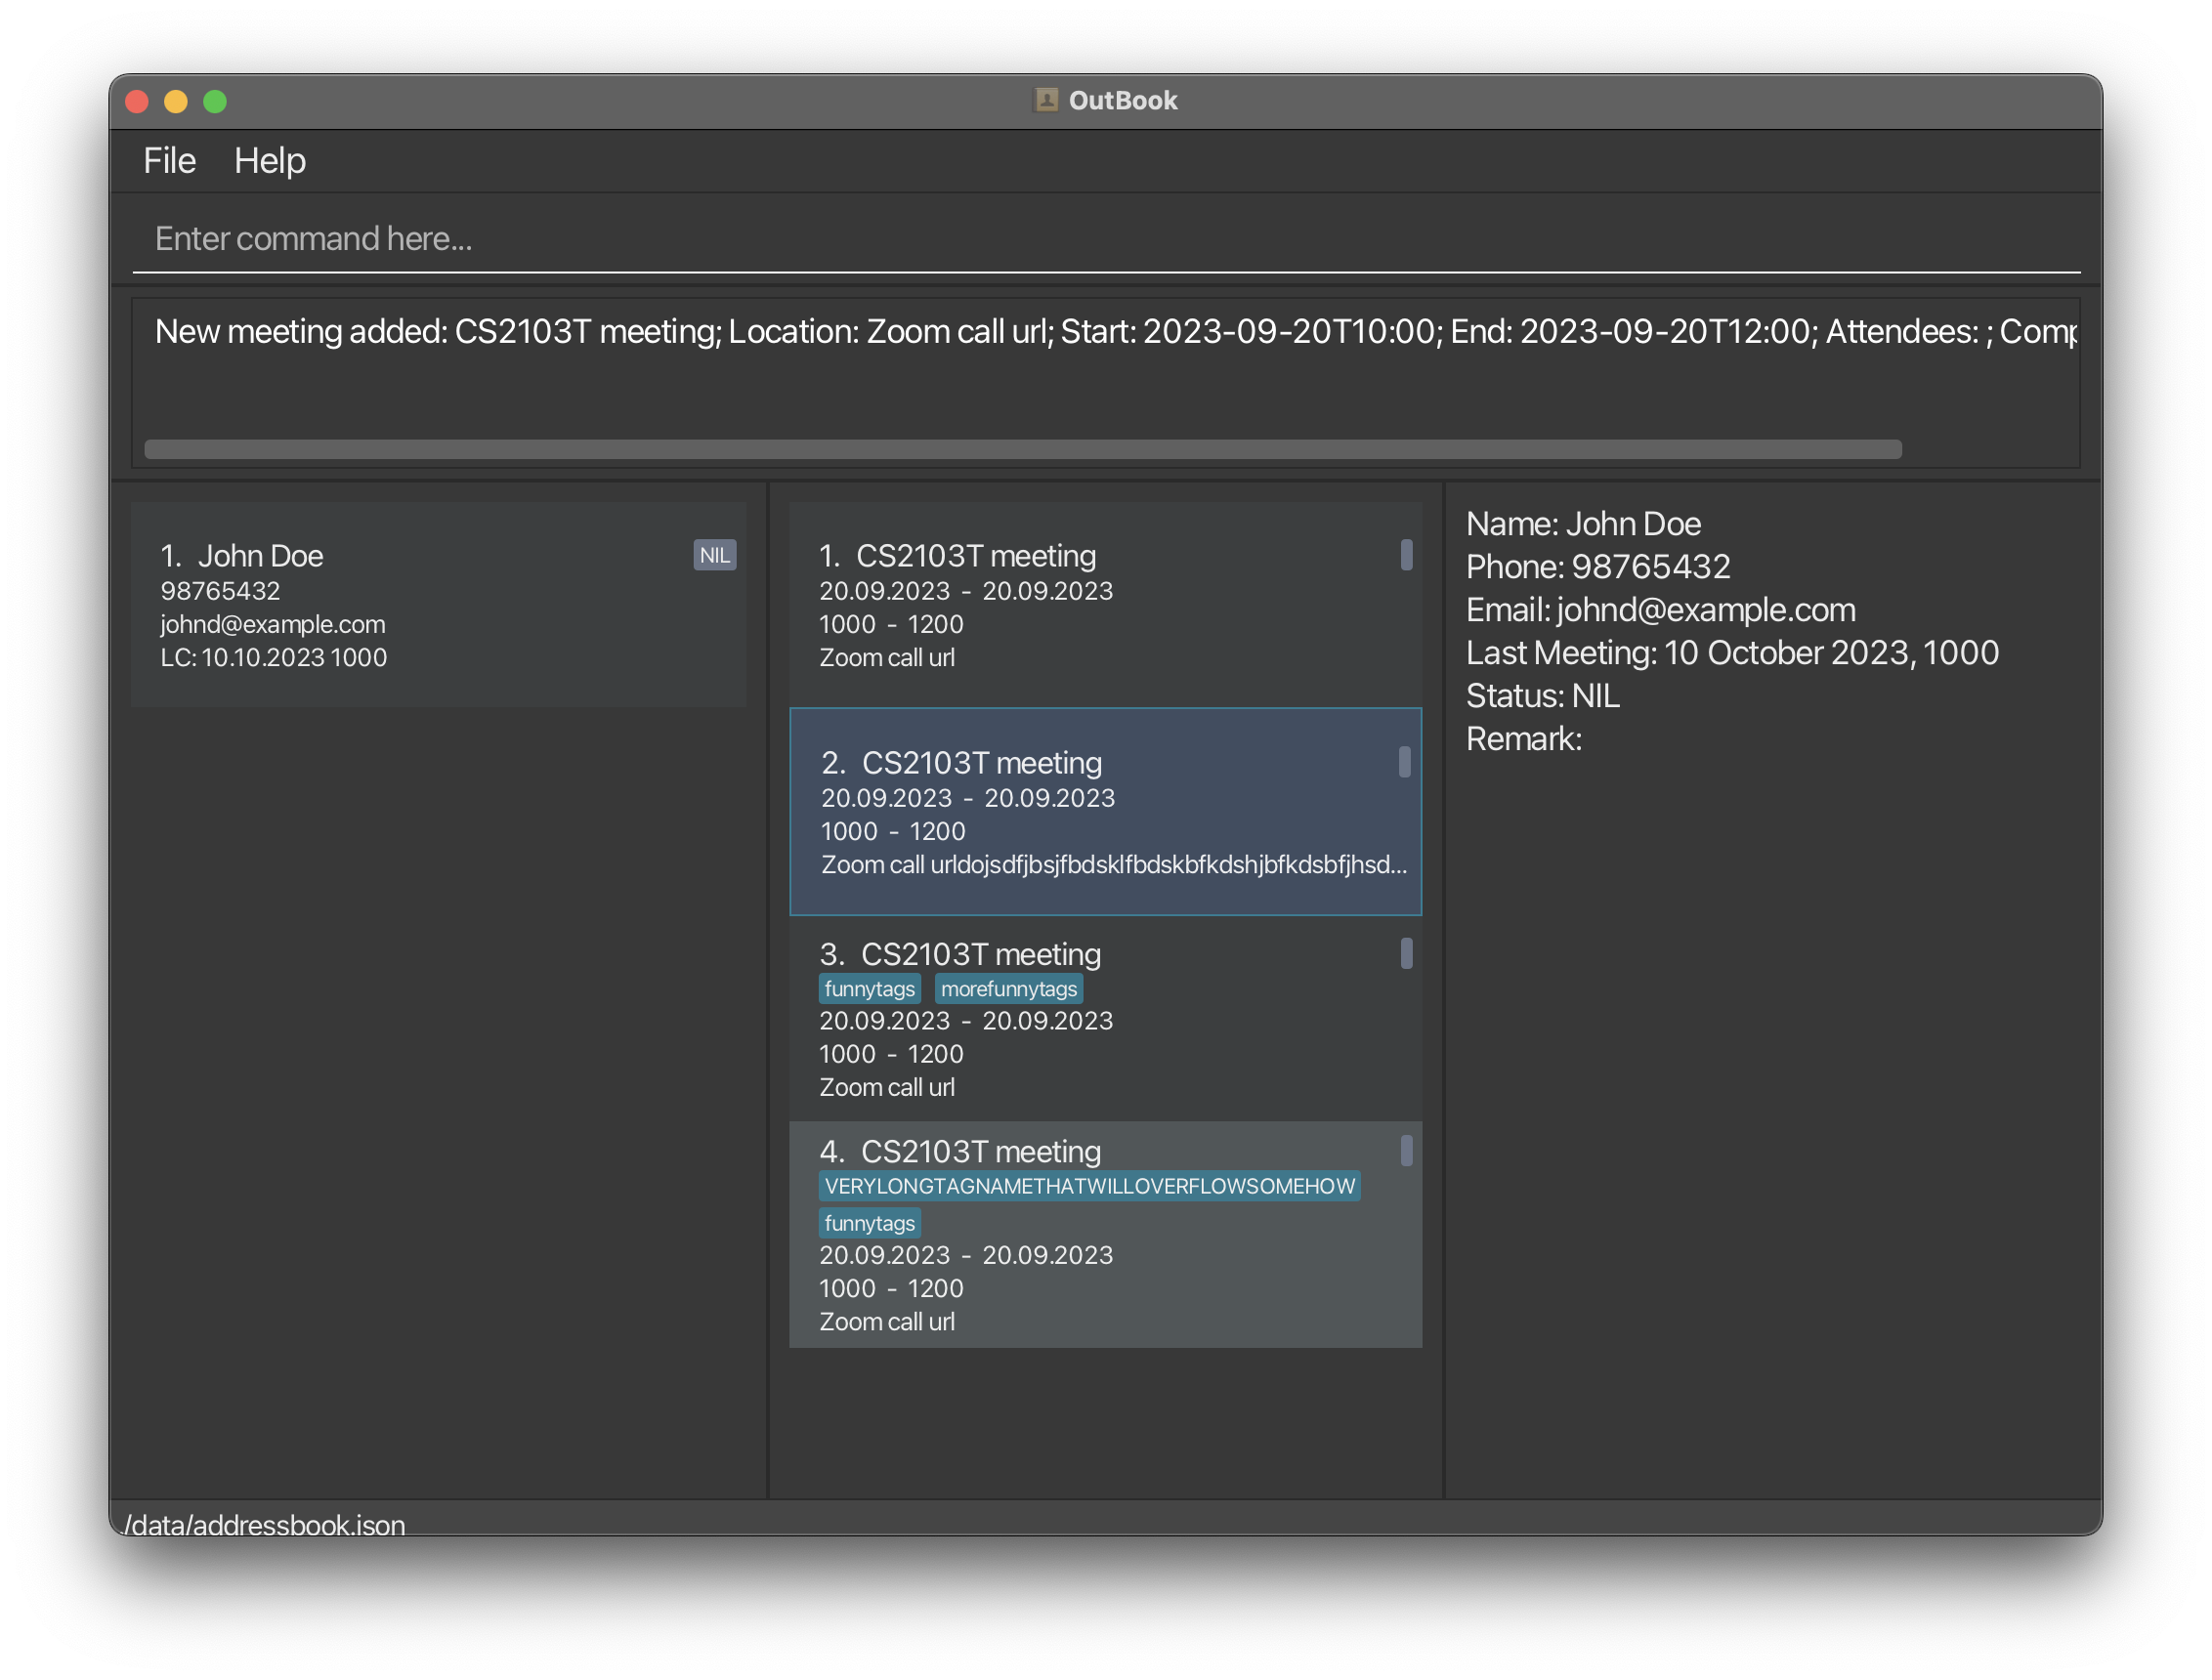 OutBook
File Help
Enter command here...
New meeting added: CS2103T meeting; Location: Zoom call url; Start: 2023-09-20T10:00; End: 2023-09-20T12:00; Attendees: ; Comp
1. John Doe NIL
98765432
johnd@example.com
LC: 10.10.2023 1000
1. CS2103T meeting
20.09.2023 - 20.09.2023
1000 - 1200
Zoom call url
2. CS2103T meeting
20.09.2023 - 20.09.2023
1000 - 1200
Zoom call urldojsdfjbsjfbdsklfbdskbfkdshjbfkdsbfjhsd...
3. CS2103T meeting
funnytags morefunnytags
20.09.2023 - 20.09.2023
1000 - 1200
Zoom call url
4. CS2103T meeting
VERYLONGTAGNAMETHATWILLOVERFLOWSOMEHOW
funnytags
20.09.2023 - 20.09.2023
1000 - 1200
Zoom call url
Name: John Doe
Phone: 98765432
Email: johnd@example.com
Last Meeting: 10 October 2023, 1000
Status: NIL
Remark:
./data/addressbook.json